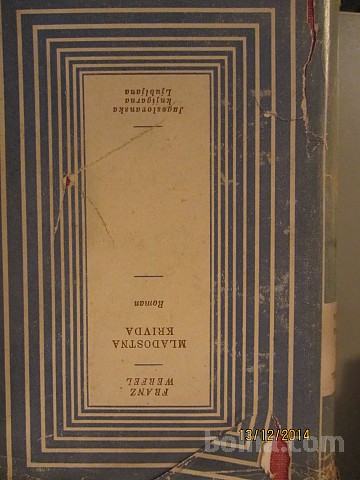 FRANZ
WERFEL
MLADOSTNA
KRIVDA
Roman
Jugoslovanska
knjigarna
Ljubljana
13/12/2014
bolha.com